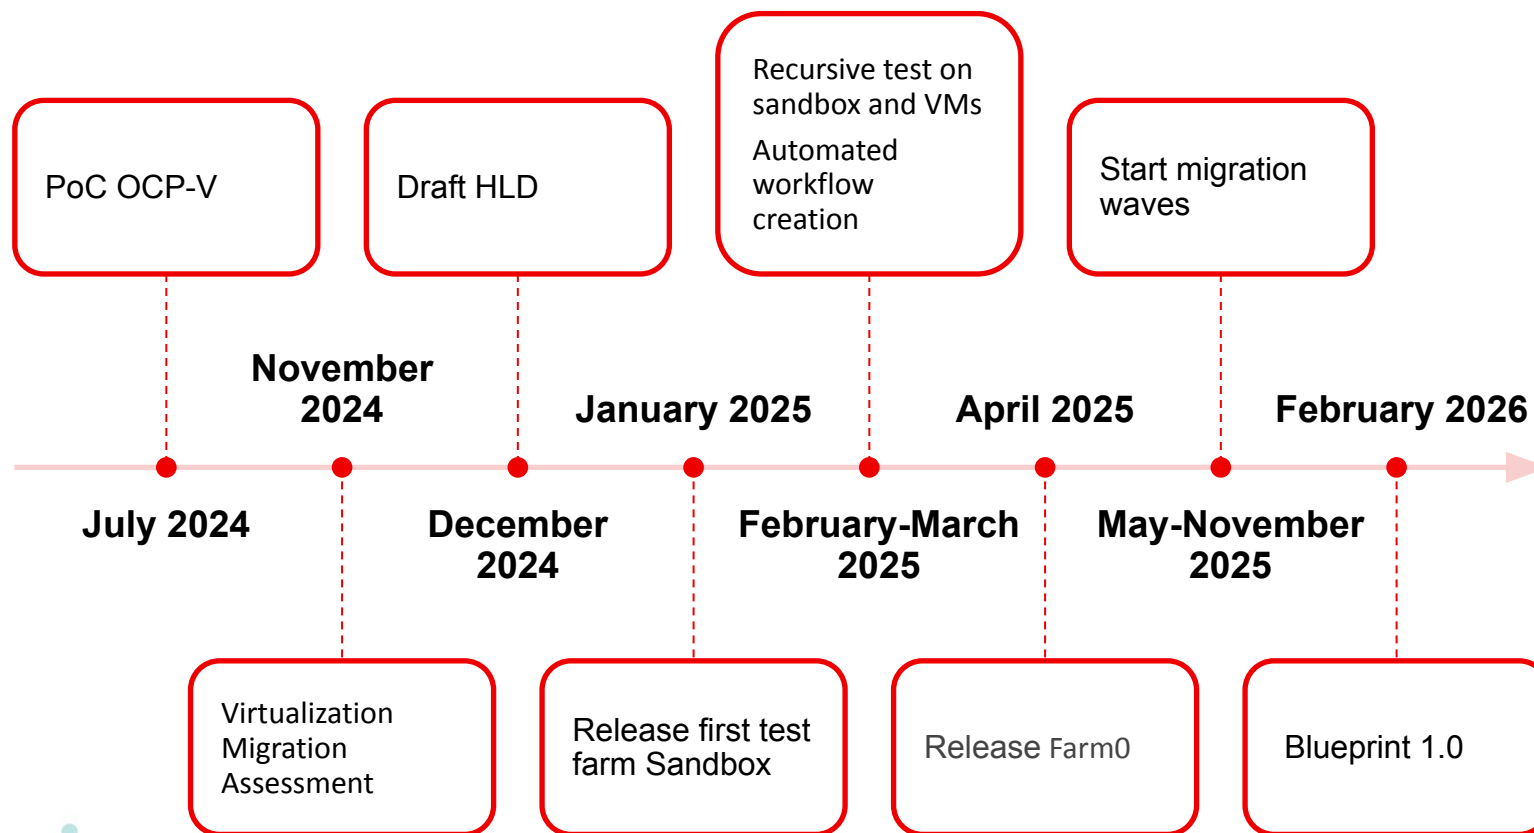 Recursive test on
sandbox and VMs
Automated
workflow
creation
PoC OCP-V
Draft HLD
Start migration
waves
November
2024
January 2025
April 2025
February 2026
July 2024
December
2024
February-March
2025
May-November
2025
Virtualization
Migration
Assessment
Release first test
farm Sandbox
Release Farm0
Blueprint 1.0